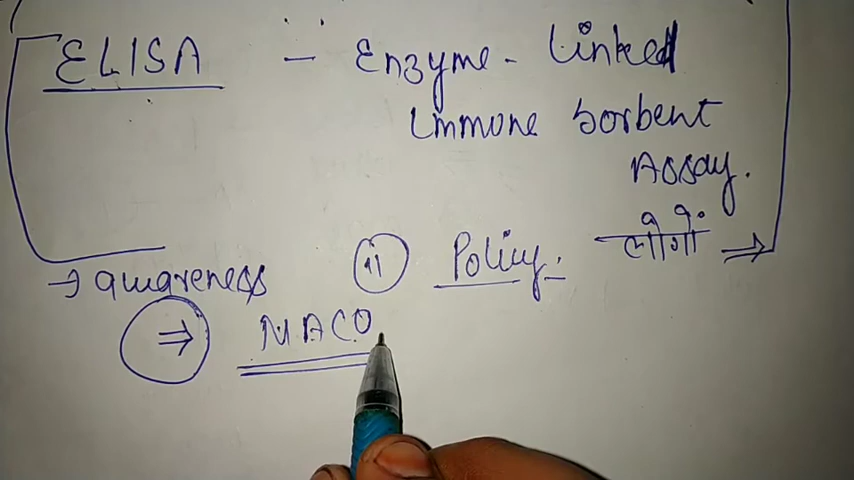 ELISA - Enzyme - Linked
Immune Sorbent
Assay.
लोगों ⇒
→ awareness (ii) Policy.
⇒ NACO